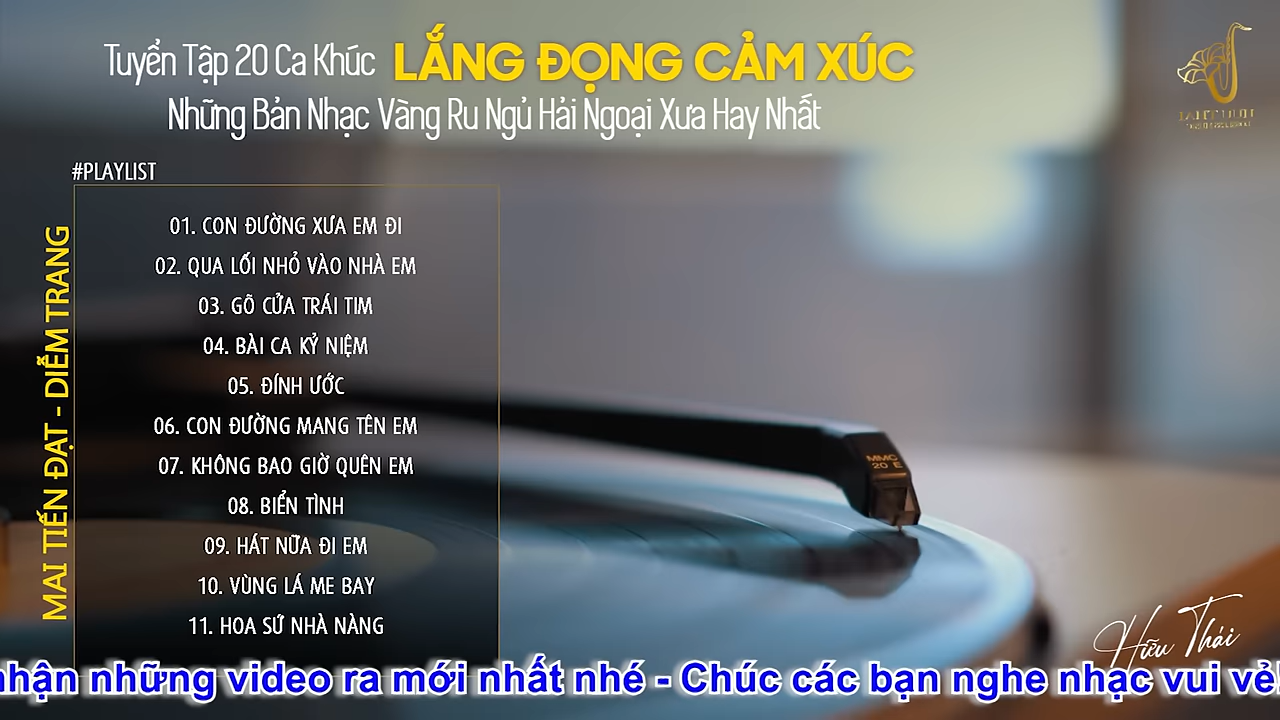 Tuyển Tập 20 Ca Khúc LẮNG ĐỌNG CẢM XÚC
Những Bản Nhạc Vàng Ru Ngủ Hải Ngoại Xưa Hay Nhất
#PLAYLIST
MAI TIẾN ĐẠT - DIỄM TRANG
01. CON ĐƯỜNG XƯA EM ĐI
02. QUA LỐI NHỎ VÀO NHÀ EM
03. GÕ CỬA TRÁI TIM
04. BÀI CA KỶ NIỆM
05. ĐÍNH ƯỚC
06. CON ĐƯỜNG MANG TÊN EM
07. KHÔNG BAO GIỜ QUÊN EM
08. BIỂN TÌNH
09. HÁT NỮA ĐI EM
10. VÙNG LÁ ME BAY
11. HOA SỨ NHÀ NÀNG
MMC
20 E
Hữu Thái
nhận những video ra mới nhất nhé - Chúc các bạn nghe nhạc vui vẻ!